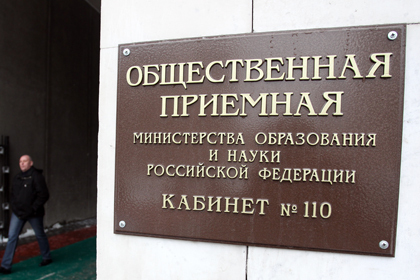 ОБЩЕСТВЕННАЯ
ПРИЕМНАЯ
МИНИСТЕРСТВА ОБРАЗОВАНИЯ
И НАУКИ
РОССИЙСКОЙ ФЕДЕРАЦИИ
КАБИНЕТ № 110